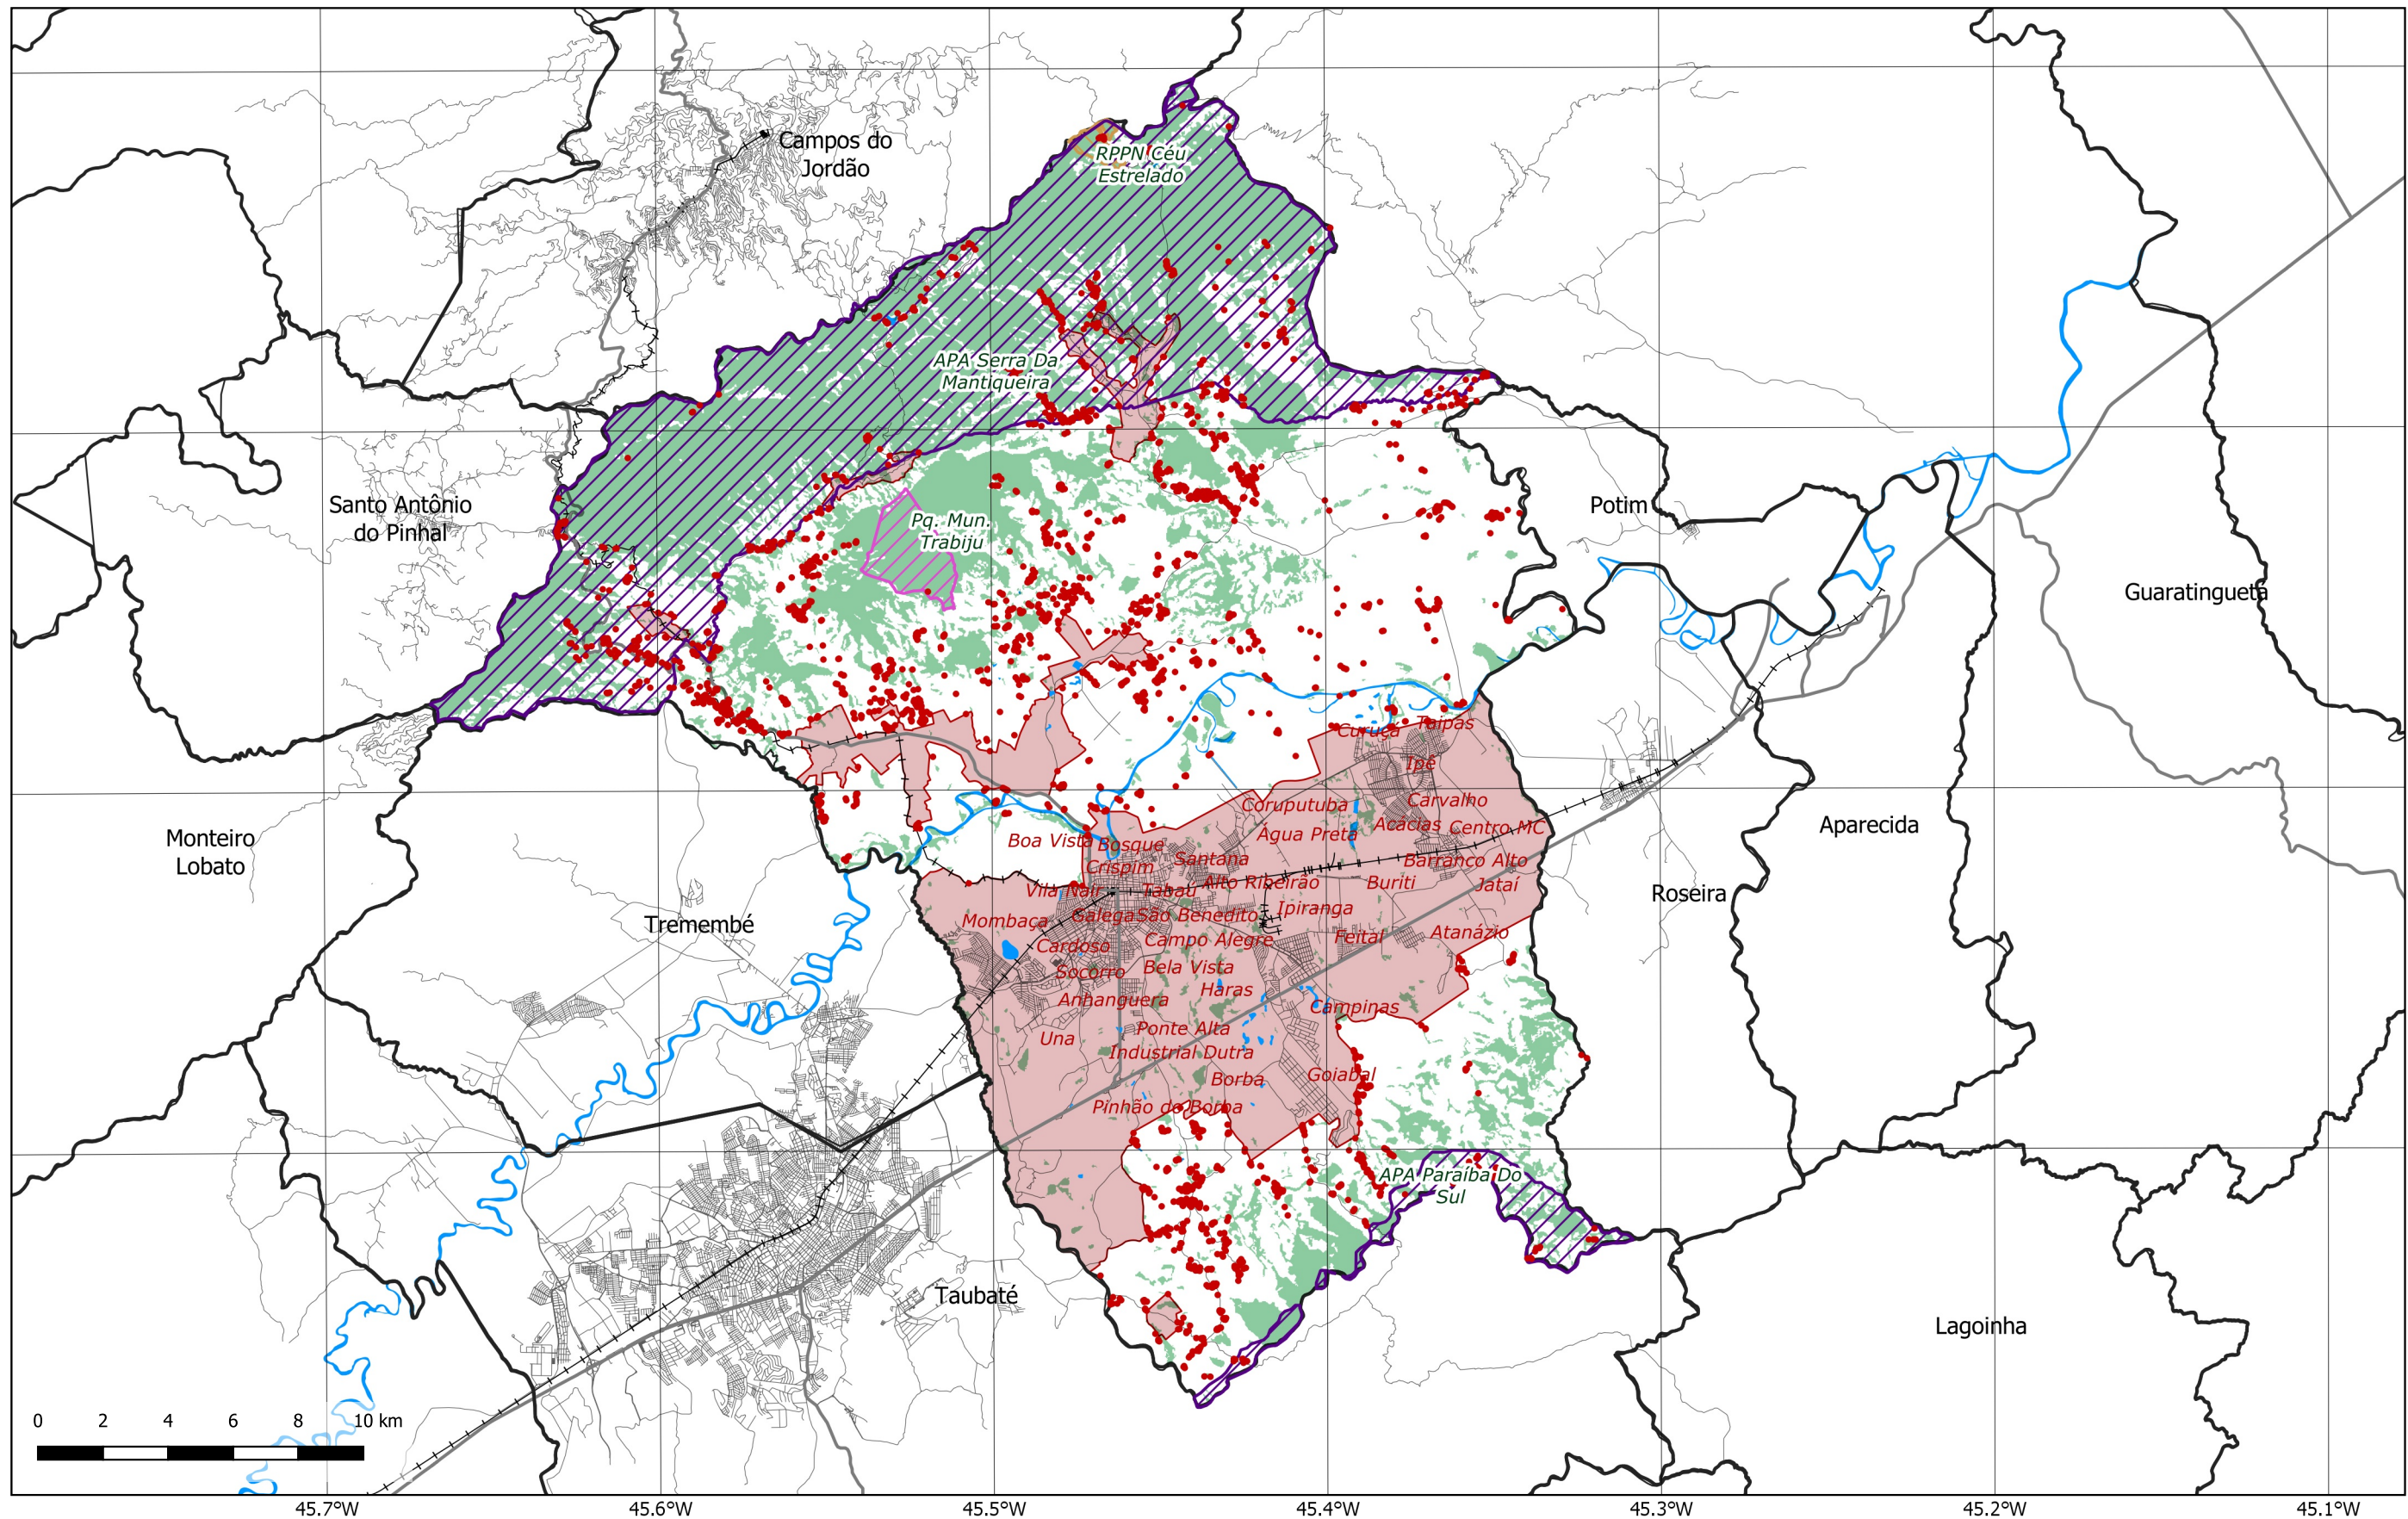 Campos do
Jordão
RPPN Céu
Estrelado
APA Serra Da
Mantiqueira
Santo Antônio
do Pinhal
Pq. Mun.
Trabiju
Potim
Guaratinguetá
Taipas
Curuçá
Ipê
Coruputuba
Carvalho
Água Preta
Acácias
Centro MC
Monteiro
Lobato
Aparecida
Boa Vista
Bosque
Santana
Barranco Alto
Crispim
Vila Nair
Tabaú
Alto Ribeirão
Buriti
Jataí
Roseira
Mombaça
Galega
São Benedito
Ipiranga
Tremembé
Cardoso
Campo Alegre
Feital
Atanázio
Socorro
Bela Vista
Haras
Anhanguera
Campinas
Una
Ponte Alta
Industrial Dutra
Borba
Goiabal
Pinhão do Borba
APA Paraíba Do
Sul
Taubaté
Lagoinha
0 2 4 6 8 10 km
45.7°W 45.6°W 45.5°W 45.4°W 45.3°W 45.2°W 45.1°W